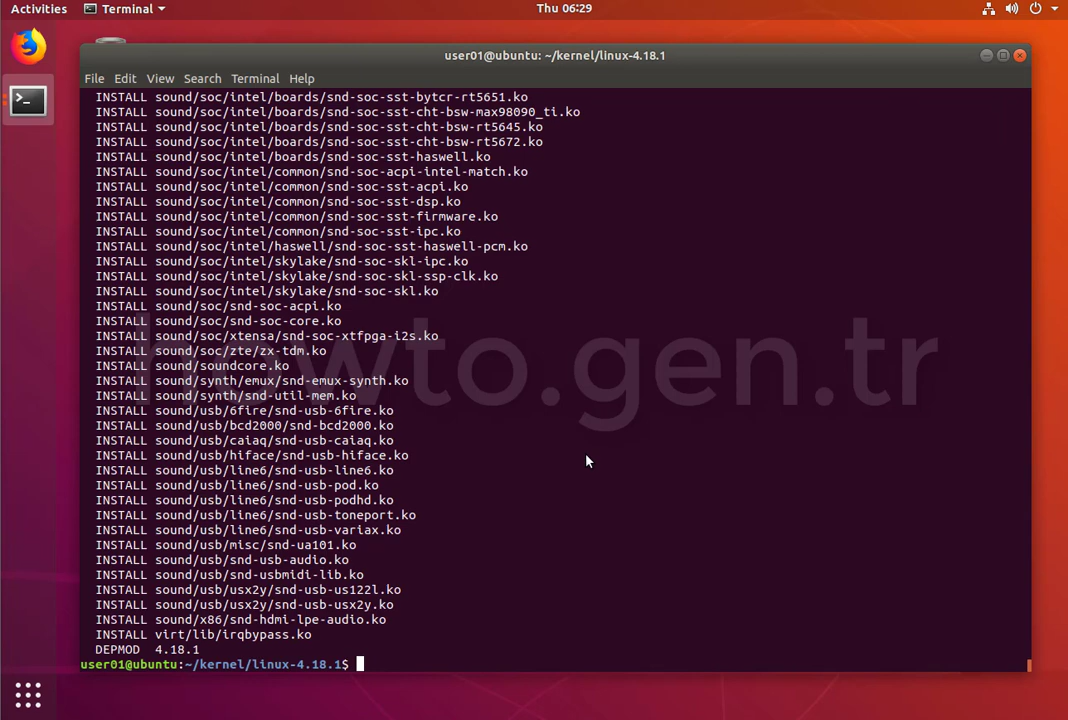 Activities
Terminal
Thu 06:29
user01@ubuntu: ~/kernel/linux-4.18.1
File Edit View Search Terminal Help
INSTALL sound/soc/intel/boards/snd-soc-sst-bytcr-rt5651.ko
INSTALL sound/soc/intel/boards/snd-soc-sst-cht-bsw-max98090_ti.ko
INSTALL sound/soc/intel/boards/snd-soc-sst-cht-bsw-rt5645.ko
INSTALL sound/soc/intel/boards/snd-soc-sst-cht-bsw-rt5672.ko
INSTALL sound/soc/intel/boards/snd-soc-sst-haswell.ko
INSTALL sound/soc/intel/common/snd-soc-acpi-intel-match.ko
INSTALL sound/soc/intel/common/snd-soc-sst-acpi.ko
INSTALL sound/soc/intel/common/snd-soc-sst-dsp.ko
INSTALL sound/soc/intel/common/snd-soc-sst-firmware.ko
INSTALL sound/soc/intel/common/snd-soc-sst-ipc.ko
INSTALL sound/soc/intel/haswell/snd-soc-sst-haswell-pcm.ko
INSTALL sound/soc/intel/skylake/snd-soc-skl-ipc.ko
INSTALL sound/soc/intel/skylake/snd-soc-skl-ssp-clk.ko
INSTALL sound/soc/intel/skylake/snd-soc-skl.ko
INSTALL sound/soc/snd-soc-acpi.ko
INSTALL sound/soc/snd-soc-core.ko
INSTALL sound/soc/xtensa/snd-soc-xtfpga-i2s.ko
INSTALL sound/soc/zte/zx-tdm.ko
INSTALL sound/soundcore.ko
howto.gen.tr
INSTALL sound/synth/emux/snd-emux-synth.ko
INSTALL sound/synth/snd-util-mem.ko
INSTALL sound/usb/6fire/snd-usb-6fire.ko
INSTALL sound/usb/bcd2000/snd-bcd2000.ko
INSTALL sound/usb/caiaq/snd-usb-caiaq.ko
INSTALL sound/usb/hiface/snd-usb-hiface.ko
INSTALL sound/usb/line6/snd-usb-line6.ko
INSTALL sound/usb/line6/snd-usb-pod.ko
INSTALL sound/usb/line6/snd-usb-podhd.ko
INSTALL sound/usb/line6/snd-usb-toneport.ko
INSTALL sound/usb/line6/snd-usb-variax.ko
INSTALL sound/usb/misc/snd-ua101.ko
INSTALL sound/usb/snd-usb-audio.ko
INSTALL sound/usb/snd-usbmidi-lib.ko
INSTALL sound/usb/usx2y/snd-usb-us122l.ko
INSTALL sound/usb/usx2y/snd-usb-usx2y.ko
INSTALL sound/x86/snd-hdmi-lpe-audio.ko
INSTALL virt/lib/irqbypass.ko
DEPMOD 4.18.1
user01@ubuntu:~/kernel/linux-4.18.1$